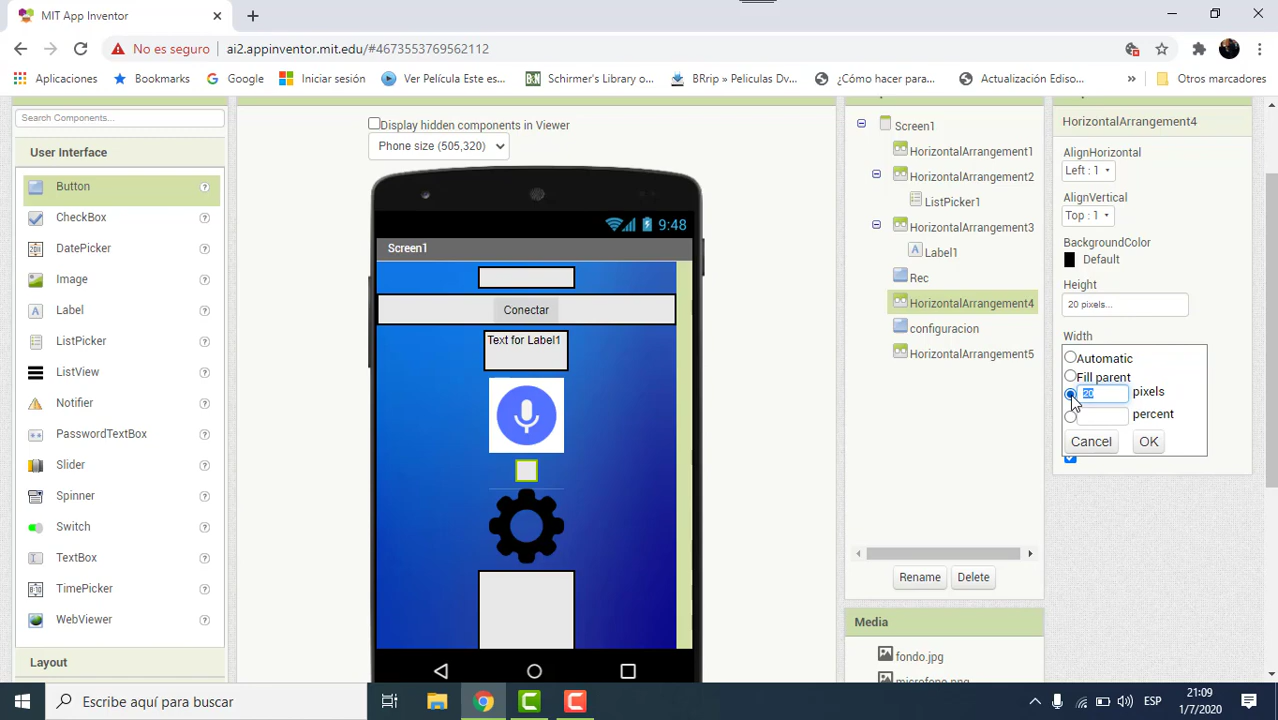 MIT App Inventor
No es seguro
ai2.appinventor.mit.edu/#4673553769562112
Aplicaciones
Bookmarks
Google
Iniciar sesión
Ver Película Este es...
Schirmer's Library o...
BRrip » Peliculas D...
¿Cómo hacer para...
Actualización Ediso...
»
Otros marcadores
Search Components...
User Interface
Button
?
CheckBox
?
DatePicker
?
Image
?
Label
?
ListPicker
?
ListView
?
Notifier
?
PasswordTextBox
?
Slider
?
Spinner
?
Switch
?
TextBox
?
TimePicker
?
WebViewer
?
Layout
Display hidden components in Viewer
Phone size (505,320)
9:48
Screen1
Conectar
Text for Label1
Screen1
HorizontalArrangement1
HorizontalArrangement2
ListPicker1
HorizontalArrangement3
Label1
Rec
HorizontalArrangement4
configuracion
HorizontalArrangement5
Rename
Delete
Media
fondo.jpg
HorizontalArrangement4
AlignHorizontal
Left : 1
AlignVertical
Top : 1
BackgroundColor
Default
Height
20 pixels...
Width
Automatic
Fill parent
20 pixels
percent
Cancel
OK
Escribe aquí para buscar
ESP
21:09
1/7/2020